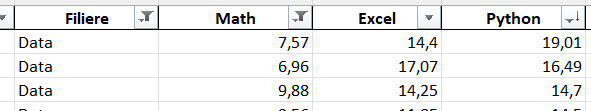 Filiere Math Excel Python
Data 7,57 14,4 19,01
Data 6,96 17,07 16,49
Data 9,88 14,25 14,7